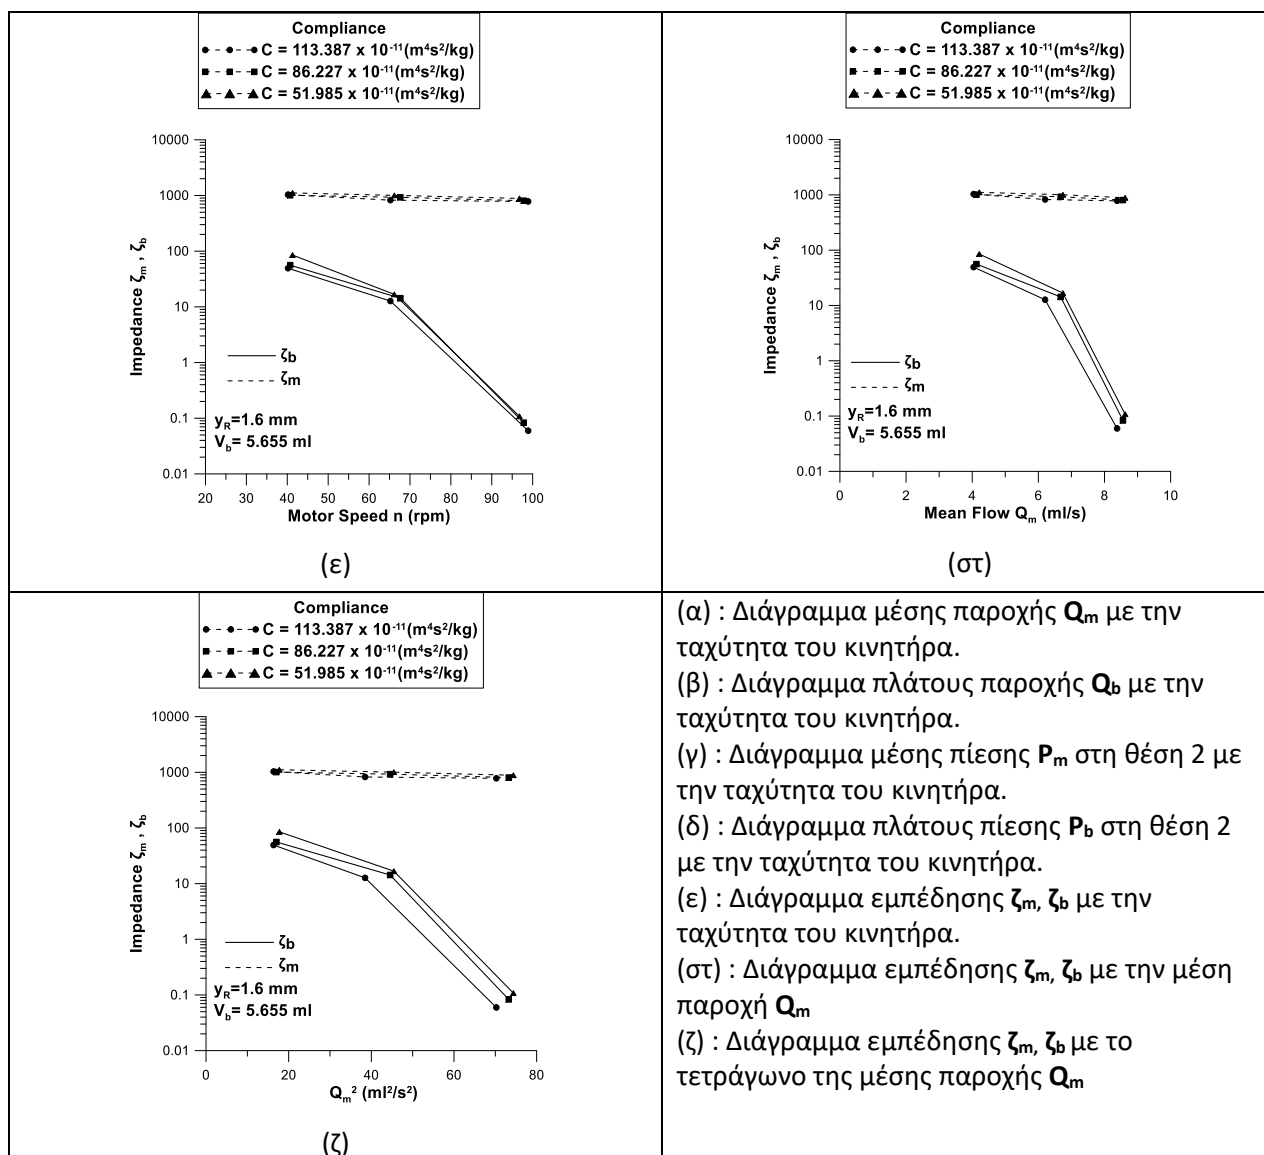 Compliance
C = 113.387 x 10⁻¹¹(m⁴s²/kg)
C = 86.227 x 10⁻¹¹(m⁴s²/kg)
C = 51.985 x 10⁻¹¹(m⁴s²/kg)
10000
1000
100
10
1
0.1
0.01
Impedance ζₘ , ζb
ζb
ζm
yR=1.6 mm
Vb= 5.655 ml
20 30 40 50 60 70 80 90 100
Motor Speed n (rpm)
(ε)
Compliance
C = 113.387 x 10⁻¹¹(m⁴s²/kg)
C = 86.227 x 10⁻¹¹(m⁴s²/kg)
C = 51.985 x 10⁻¹¹(m⁴s²/kg)
10000
1000
100
10
1
0.1
0.01
Impedance ζₘ , ζb
ζb
ζm
yR=1.6 mm
Vb= 5.655 ml
0 2 4 6 8 10
Mean Flow Qₘ (ml/s)
(στ)
Compliance
C = 113.387 x 10⁻¹¹(m⁴s²/kg)
C = 86.227 x 10⁻¹¹(m⁴s²/kg)
C = 51.985 x 10⁻¹¹(m⁴s²/kg)
10000
1000
100
10
1
0.1
0.01
Impedance ζₘ , ζb
ζb
ζm
yR=1.6 mm
Vb= 5.655 ml
0 20 40 60 80
Qₘ² (ml²/s²)
(ζ)
(α) : Διάγραμμα μέσης παροχής Qₘ με την
ταχύτητα του κινητήρα.
(β) : Διάγραμμα πλάτους παροχής Qb με την
ταχύτητα του κινητήρα.
(γ) : Διάγραμμα μέσης πίεσης Pₘ στη θέση 2 με
την ταχύτητα του κινητήρα.
(δ) : Διάγραμμα πλάτους πίεσης Pb στη θέση 2
με την ταχύτητα του κινητήρα.
(ε) : Διάγραμμα εμπέδησης ζₘ, ζb με την
ταχύτητα του κινητήρα.
(στ) : Διάγραμμα εμπέδησης ζₘ, ζb με την μέση
παροχή Qₘ
(ζ) : Διάγραμμα εμπέδησης ζₘ, ζb με το
τετράγωνο της μέσης παροχής Qₘ